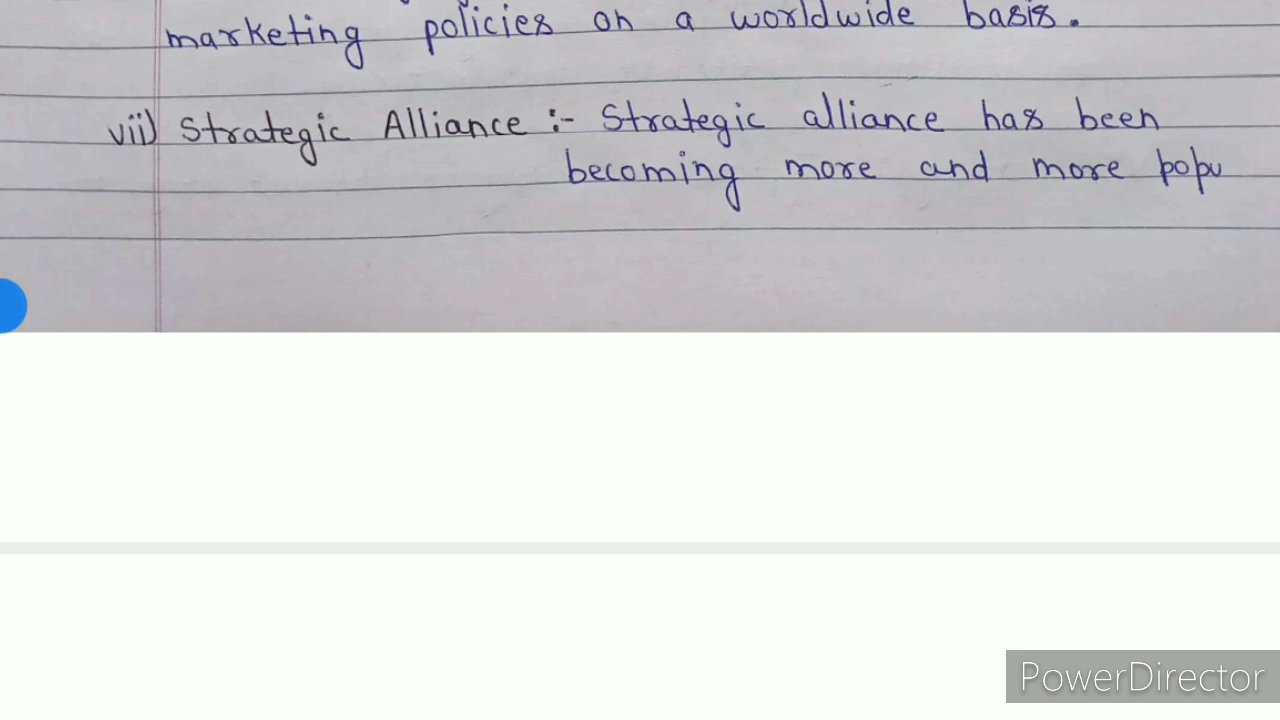 marketing policies on a worldwide basis.
vii) Strategic Alliance :- Strategic alliance has been
becoming more and more popu
PowerDirector